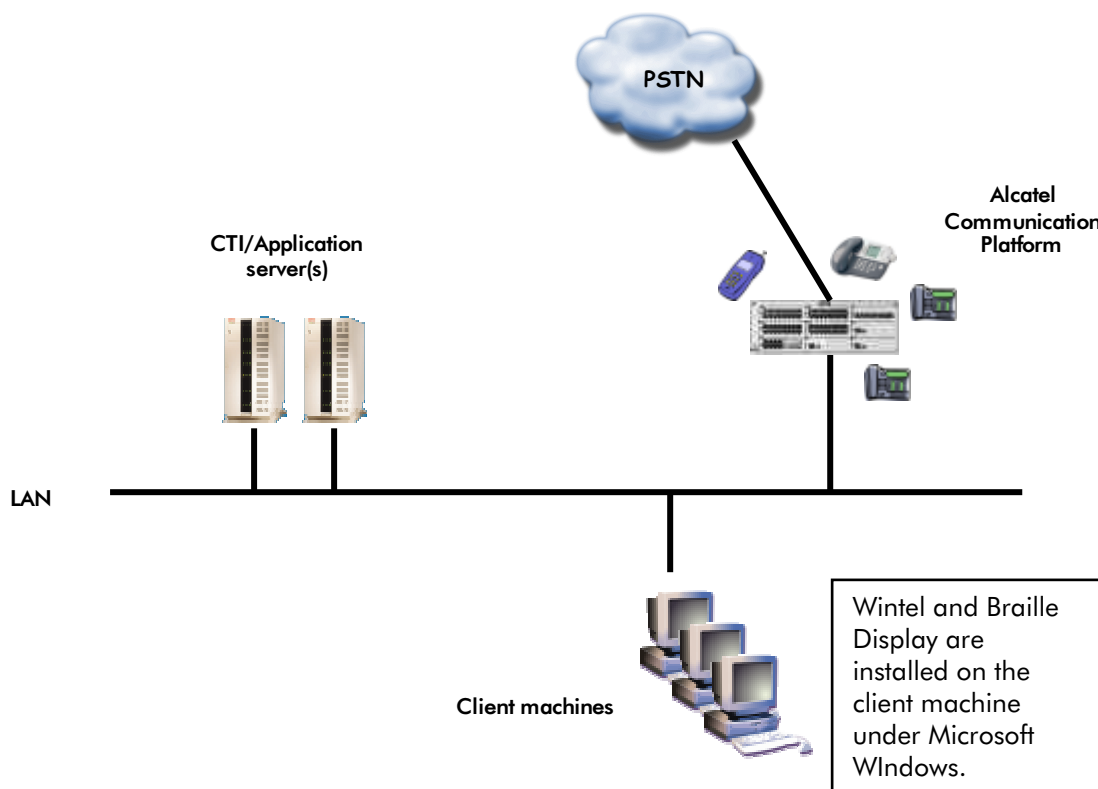 PSTN
Alcatel
Communication
Platform
CTI/Application
server(s)
LAN
Client machines
Wintel and Braille
Display are
installed on the
client machine
under Microsoft
WIndows.